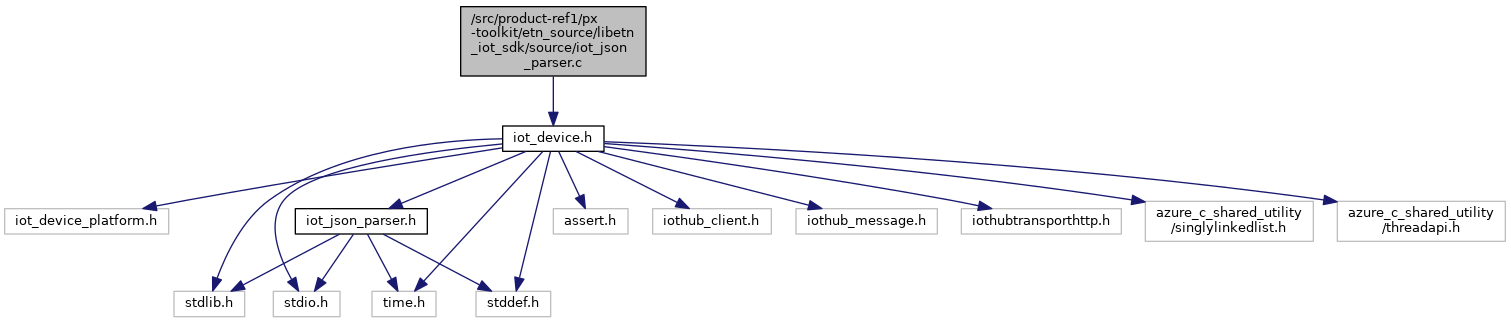 /src/product-ref1/px
-toolkit/etn_source/libetn
_iot_sdk/source/iot_json
_parser.c
iot_device.h
iot_device_platform.h
iot_json_parser.h
assert.h
iothub_client.h
iothub_message.h
iothubtransporthttp.h
azure_c_shared_utility
/singlylinkedlist.h
azure_c_shared_utility
/threadapi.h
stdlib.h
stdio.h
time.h
stddef.h